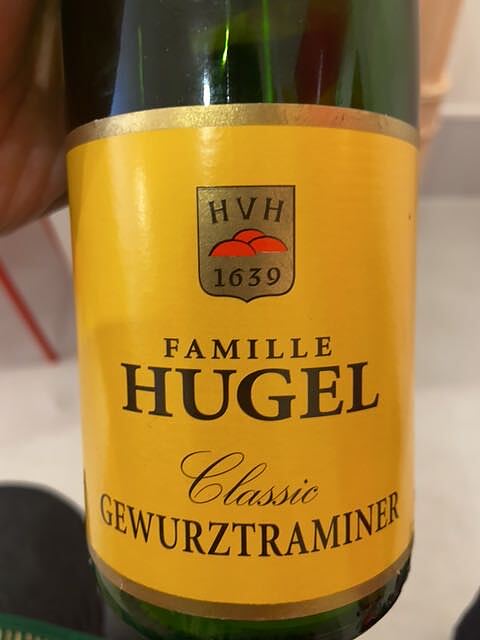 HVH
1639
FAMILLE
HUGEL
Classic
GEWURZTRAMINER